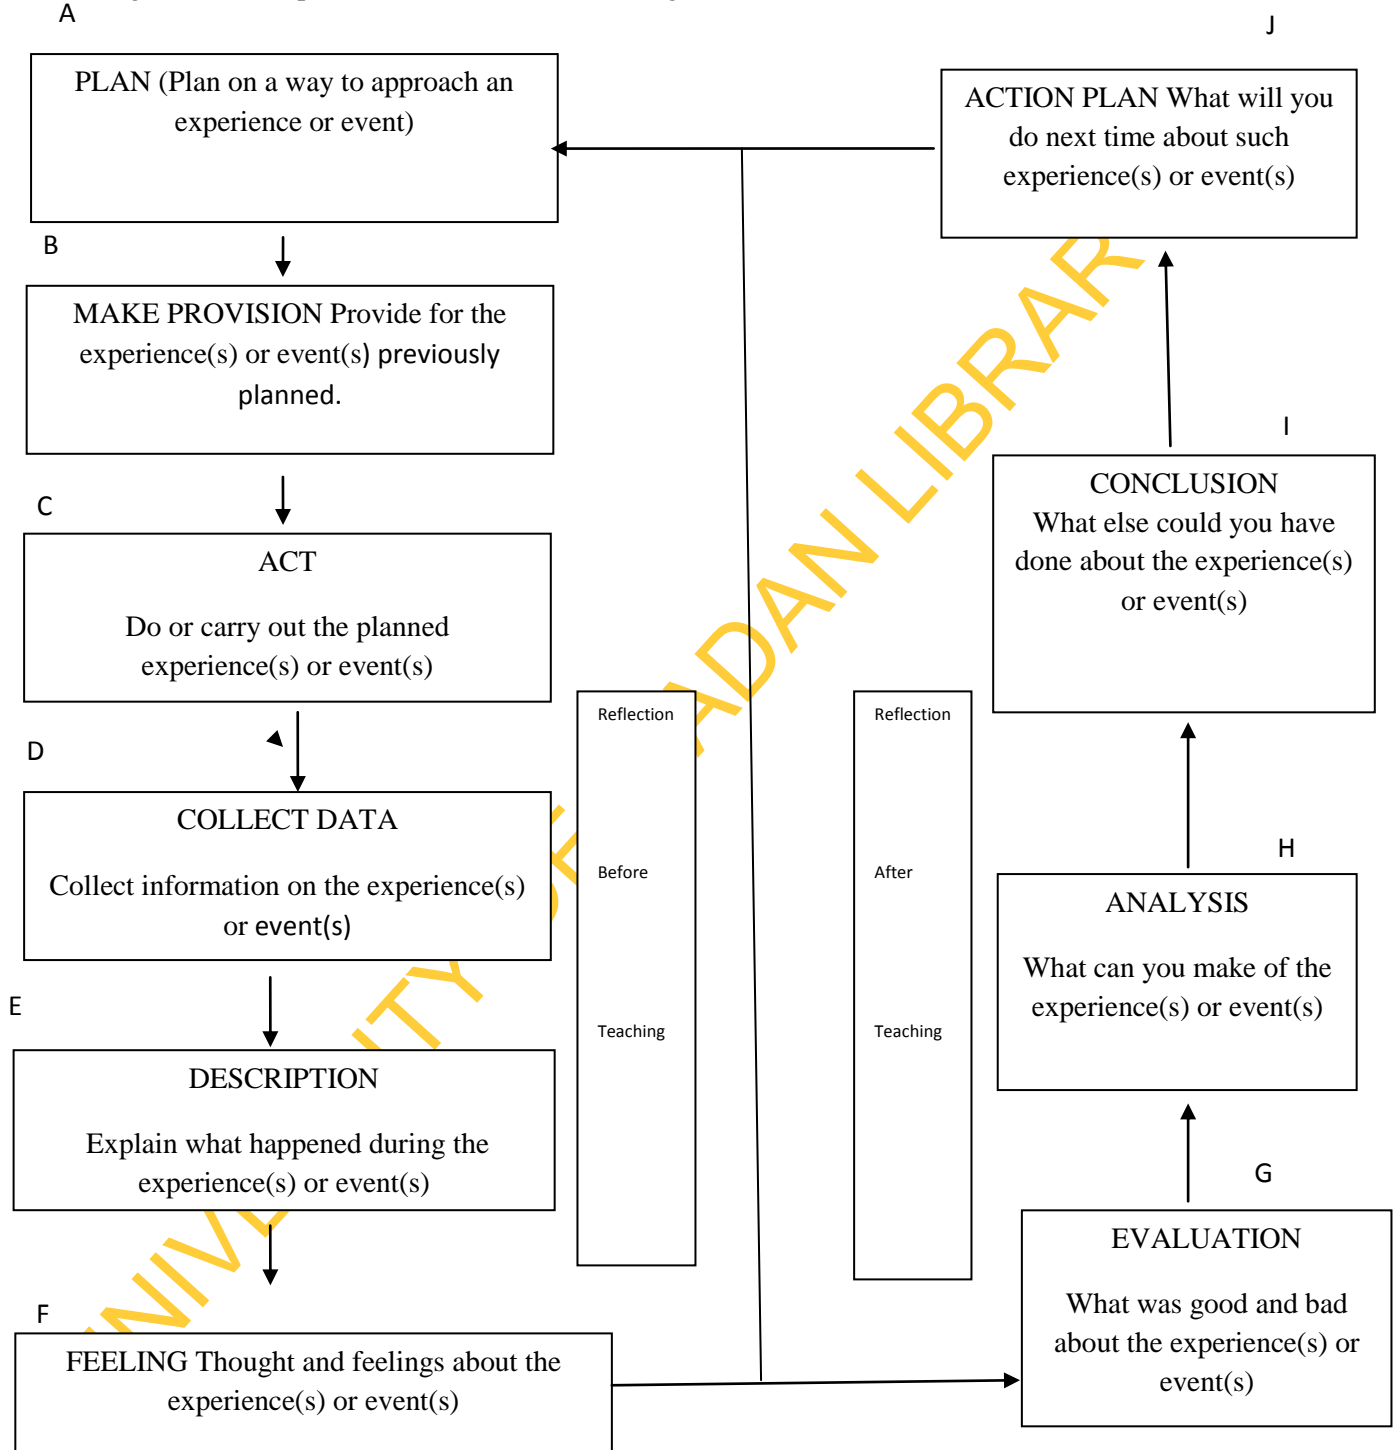 A
PLAN (Plan on a way to approach an
experience or event)
B
MAKE PROVISION Provide for the
experience(s) or event(s) previously
planned.
C
ACT
Do or carry out the planned
experience(s) or event(s)
D
COLLECT DATA
Collect information on the experience(s)
or event(s)
E
DESCRIPTION
Explain what happened during the
experience(s) or event(s)
F
FEELING Thought and feelings about the
experience(s) or event(s)
Reflection
Before
Teaching
Reflection
After
Teaching
J
ACTION PLAN What will you
do next time about such
experience(s) or event(s)
I
CONCLUSION
What else could you have
done about the experience(s)
or event(s)
H
ANALYSIS
What can you make of the
experience(s) or event(s)
G
EVALUATION
What was good and bad
about the experience(s) or
event(s)